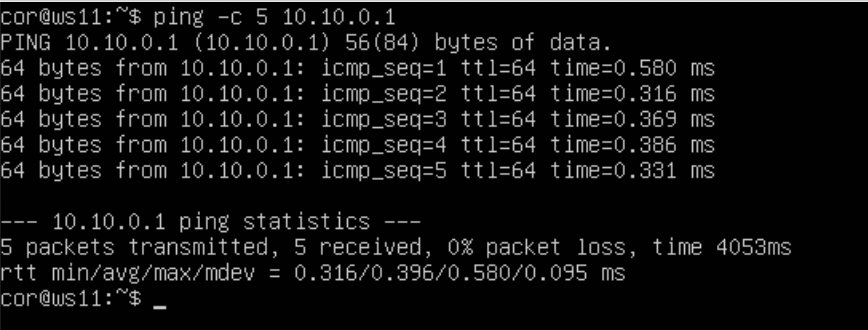 cor@ws11:~$ ping -c 5 10.10.0.1
PING 10.10.0.1 (10.10.0.1) 56(84) bytes of data.
64 bytes from 10.10.0.1: icmp_seq=1 ttl=64 time=0.580 ms
64 bytes from 10.10.0.1: icmp_seq=2 ttl=64 time=0.316 ms
64 bytes from 10.10.0.1: icmp_seq=3 ttl=64 time=0.369 ms
64 bytes from 10.10.0.1: icmp_seq=4 ttl=64 time=0.386 ms
64 bytes from 10.10.0.1: icmp_seq=5 ttl=64 time=0.331 ms

--- 10.10.0.1 ping statistics ---
5 packets transmitted, 5 received, 0% packet loss, time 4053ms
rtt min/avg/max/mdev = 0.316/0.396/0.580/0.095 ms
cor@ws11:~$ _